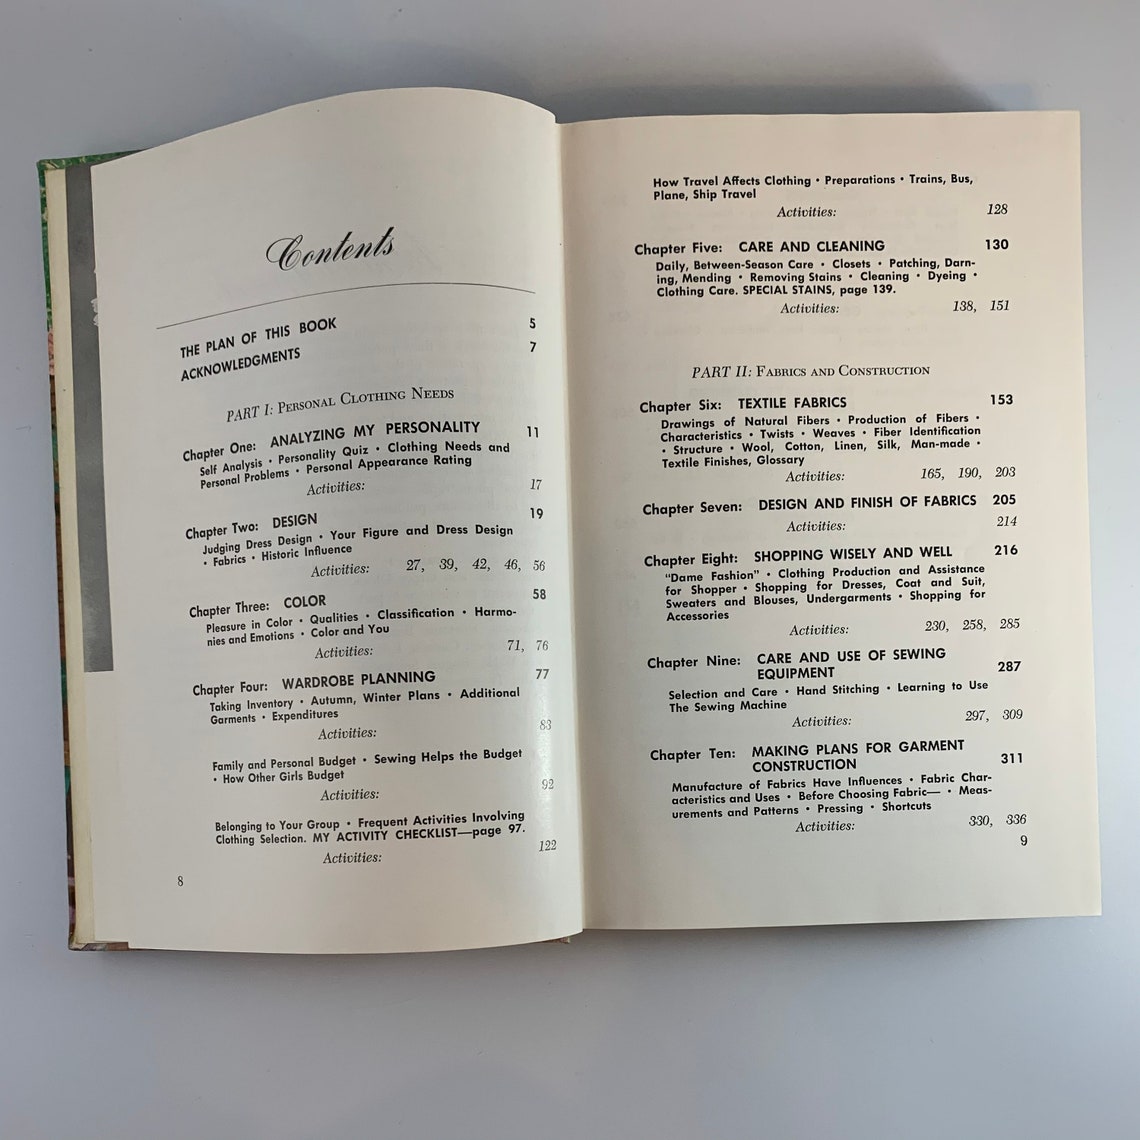 Contents
THE PLAN OF THIS BOOK 5
ACKNOWLEDGMENTS 7
PART I: PERSONAL CLOTHING NEEDS
Chapter One: ANALYZING MY PERSONALITY 11
Self Analysis • Personality Quiz • Clothing Needs and
Personal Problems • Personal Appearance Rating
Activities: 17
Chapter Two: DESIGN 19
Judging Dress Design • Your Figure and Dress Design
• Fabrics • Historic Influence
Activities: 27, 39, 42, 46, 56
Chapter Three: COLOR 58
Pleasure in Color • Qualities • Classification • Harmo-
nies and Emotions • Color and You
Activities: 71, 76
Chapter Four: WARDROBE PLANNING 77
Taking Inventory • Autumn, Winter Plans • Additional
Garments • Expenditures
Activities: 83
Family and Personal Budget • Sewing Helps the Budget
• How Other Girls Budget
Activities: 92
Belonging to Your Group • Frequent Activities Involving
Clothing Selection. MY ACTIVITY CHECKLIST—page 97.
Activities: 122
8
How Travel Affects Clothing • Preparations • Trains, Bus,
Plane, Ship Travel
Activities: 128
Chapter Five: CARE AND CLEANING 130
Daily, Between-Season Care • Closets • Patching, Darn-
ing, Mending • Removing Stains • Cleaning • Dyeing •
Clothing Care. SPECIAL STAINS, page 139.
Activities: 138, 151
PART II: FABRICS AND CONSTRUCTION
Chapter Six: TEXTILE FABRICS 153
Drawings of Natural Fibers • Production of Fibers •
Characteristics • Twists • Weaves • Fiber Identification
• Structure • Wool, Cotton, Linen, Silk, Man-made •
Textile Finishes, Glossary
Activities: 165, 190, 203
Chapter Seven: DESIGN AND FINISH OF FABRICS 205
Activities: 214
Chapter Eight: SHOPPING WISELY AND WELL 216
"Dame Fashion" • Clothing Production and Assistance
for Shopper • Shopping for Dresses, Coat and Suit,
Sweaters and Blouses, Undergarments • Shopping for
Accessories
Activities: 230, 258, 285
Chapter Nine: CARE AND USE OF SEWING
EQUIPMENT 287
Selection and Care • Hand Stitching • Learning to Use
The Sewing Machine
Activities: 297, 309
Chapter Ten: MAKING PLANS FOR GARMENT
CONSTRUCTION 311
Manufacture of Fabrics Have Influences • Fabric Char-
acteristics and Uses • Before Choosing Fabric— • Meas-
urements and Patterns • Pressing • Shortcuts
Activities: 330, 336
9